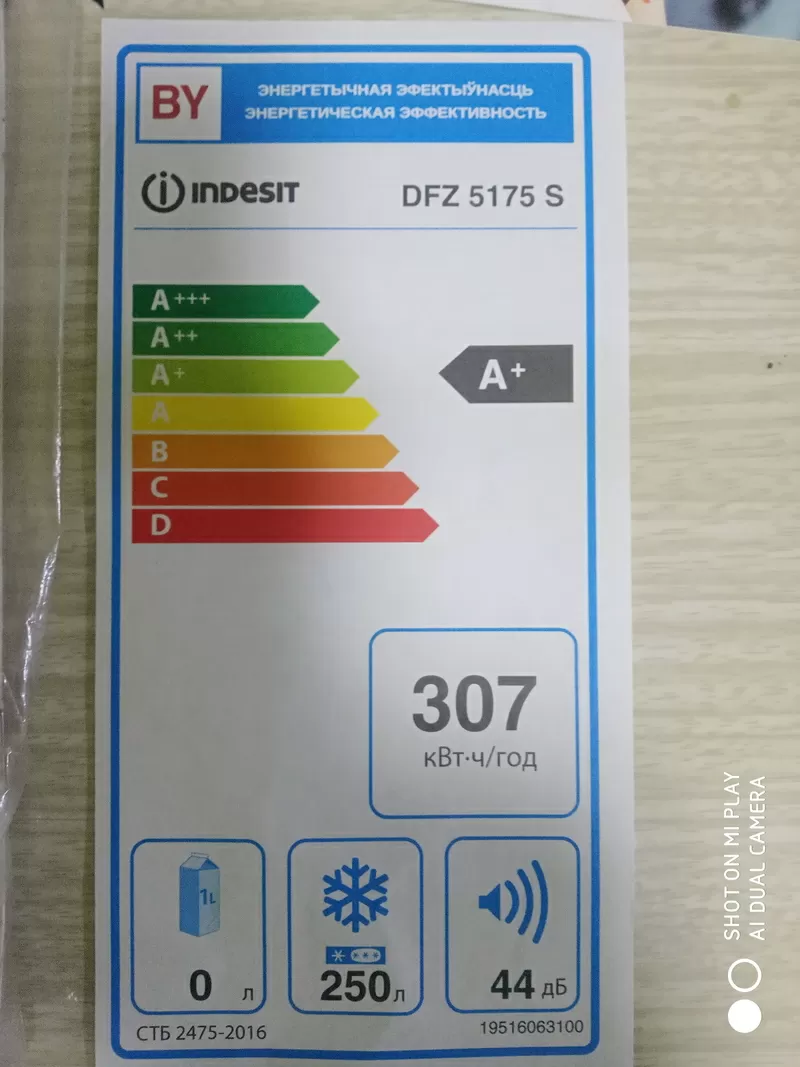 BY
ЭНЕРГЕТЫЧНАЯ ЭФЕКТЫЎНАСЦЬ
ЭНЕРГЕТИЧЕСКАЯ ЭФФЕКТИВНОСТЬ
INDESIT
DFZ 5175 S
A+++
A++
A+
A
B
C
D
A+
307
кВт·ч/год
1L
0 л
250 л
44 дБ
СТБ 2475-2016
19516063100
SHOT ON MI PLAY
AI DUAL CAMERA